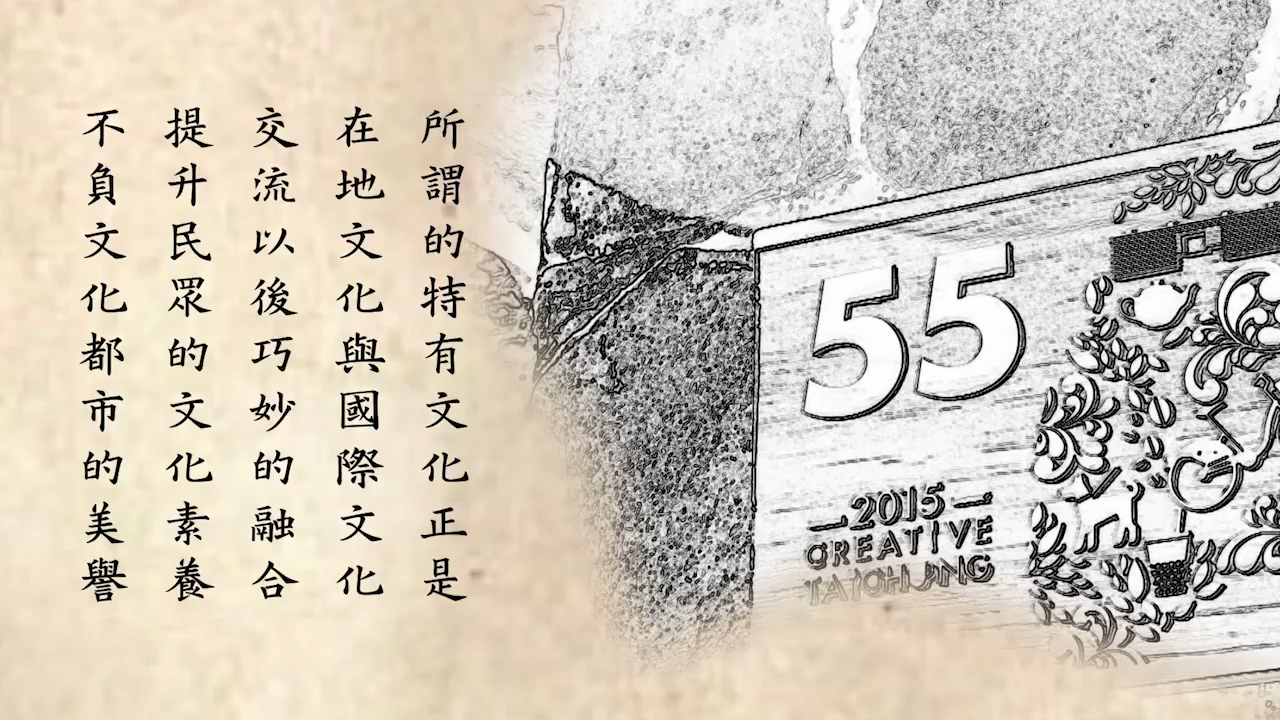 所謂的特有文化正是
在地文化與國際文化
交流以後巧妙的融合
提升民眾的文化素養
不負文化都市的美譽
55
2015
CREATIVE
TAICHUNG